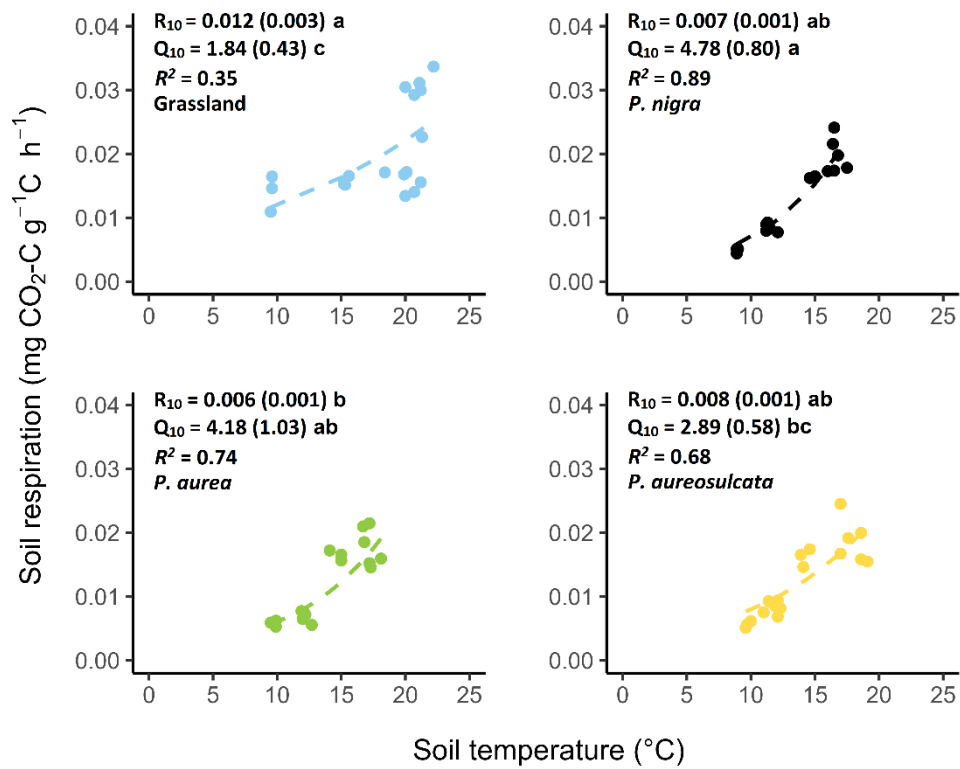 Soil respiration (mg CO₂-C g⁻¹C h⁻¹)
R₁₀ = 0.012 (0.003) a
Q₁₀ = 1.84 (0.43) c
R² = 0.35
Grassland
0.04
0.03
0.02
0.01
0.00
0 5 10 15 20 25
R₁₀ = 0.007 (0.001) ab
Q₁₀ = 4.78 (0.80) a
R² = 0.89
P. nigra
0.04
0.03
0.02
0.01
0.00
0 5 10 15 20 25
R₁₀ = 0.006 (0.001) b
Q₁₀ = 4.18 (1.03) ab
R² = 0.74
P. aurea
0.04
0.03
0.02
0.01
0.00
0 5 10 15 20 25
R₁₀ = 0.008 (0.001) ab
Q₁₀ = 2.89 (0.58) bc
R² = 0.68
P. aureosulcata
0.04
0.03
0.02
0.01
0.00
0 5 10 15 20 25
Soil temperature (°C)